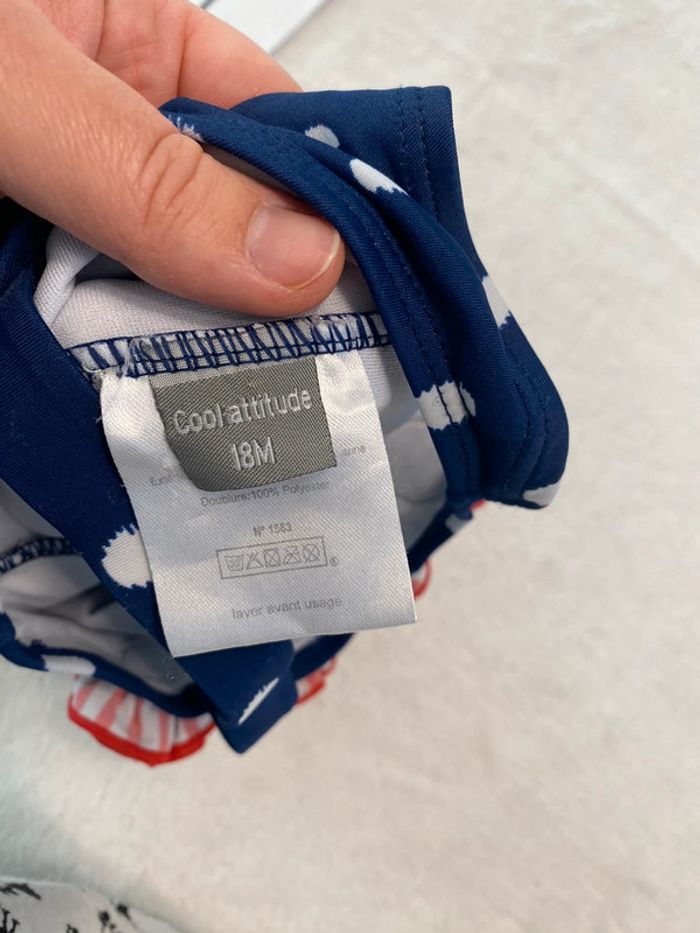 Cool attitude
18M
Doublure:100% Polyester
N° 1583
laver avant usage